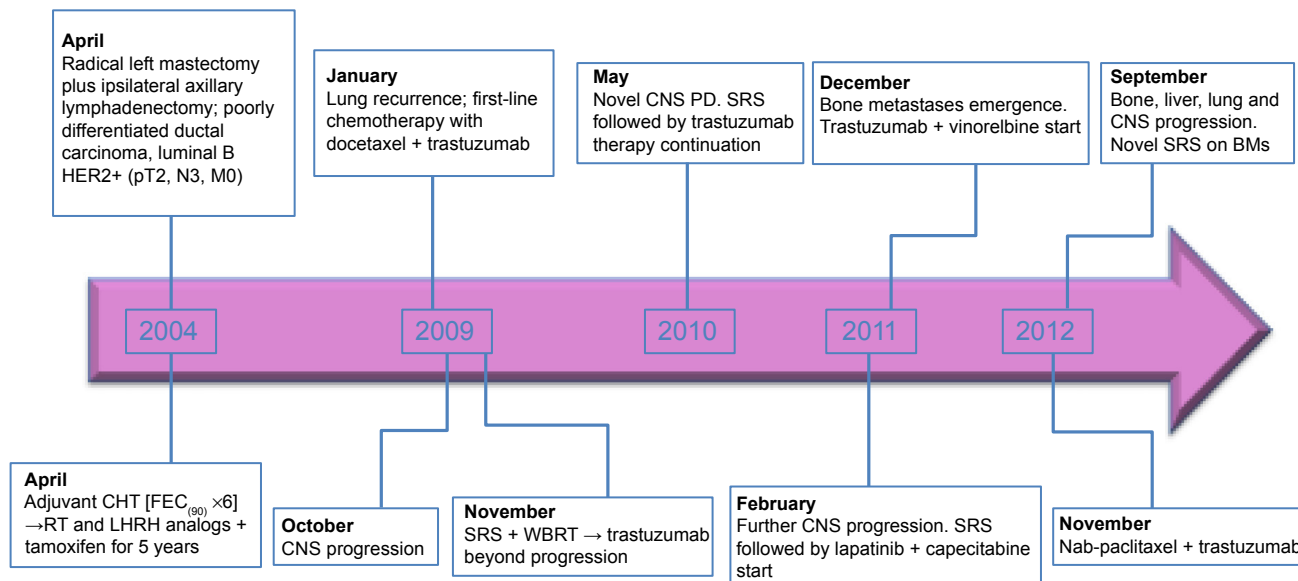 April
Radical left mastectomy
plus ipsilateral axillary
lymphadenectomy; poorly
differentiated ductal
carcinoma, luminal B
HER2+ (pT2, N3, M0)
January
Lung recurrence; first-line
chemotherapy with
docetaxel + trastuzumab
May
Novel CNS PD. SRS
followed by trastuzumab
therapy continuation
December
Bone metastases emergence.
Trastuzumab + vinorelbine start
September
Bone, liver, lung and
CNS progression.
Novel SRS on BMs
2004
2009
2010
2011
2012
April
Adjuvant CHT [FEC(90) ×6]
→RT and LHRH analogs +
tamoxifen for 5 years
October
CNS progression
November
SRS + WBRT → trastuzumab
beyond progression
February
Further CNS progression. SRS
followed by lapatinib + capecitabine
start
November
Nab-paclitaxel + trastuzumab